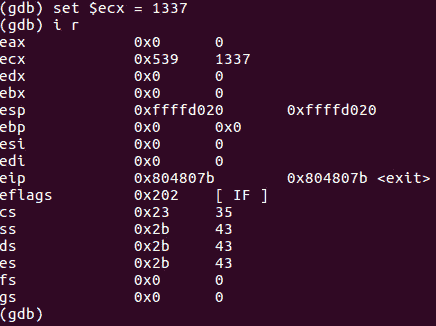 (gdb) set $ecx = 1337
(gdb) i r
eax 0x0 0
ecx 0x539 1337
edx 0x0 0
ebx 0x0 0
esp 0xffffd020 0xffffd020
ebp 0x0 0x0
esi 0x0 0
edi 0x0 0
eip 0x804807b 0x804807b <exit>
eflags 0x202 [ IF ]
cs 0x23 35
ss 0x2b 43
ds 0x2b 43
es 0x2b 43
fs 0x0 0
gs 0x0 0
(gdb)